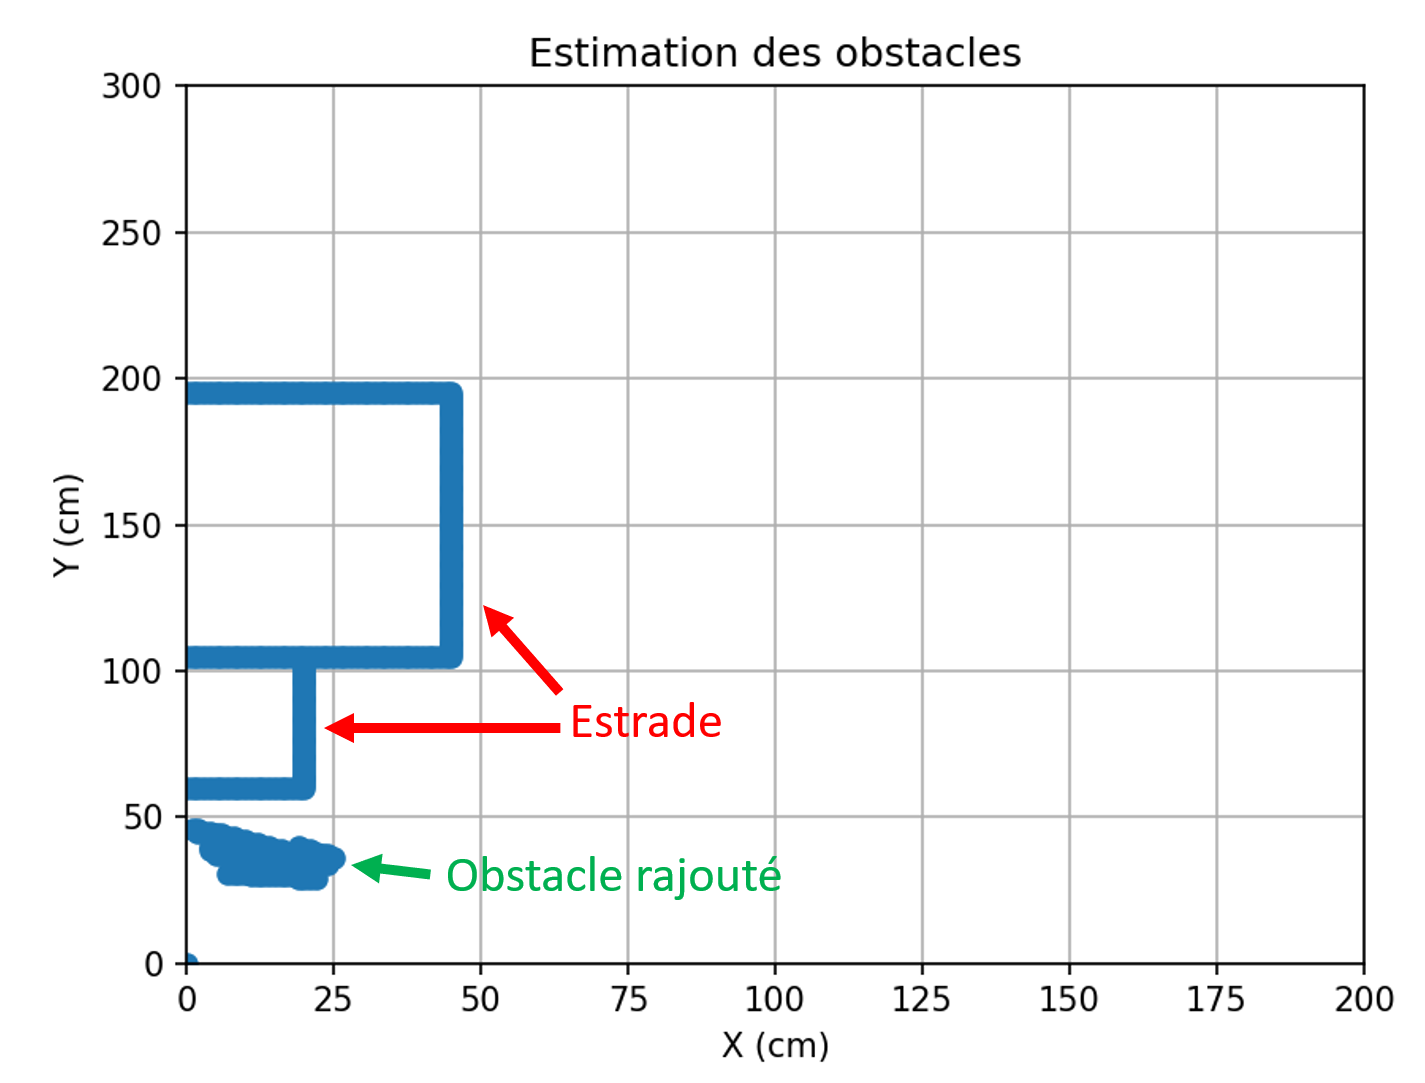 Estimation des obstacles
300
250
200
150
100
50
0
Y (cm)
Estrade
Obstacle rajouté
0 25 50 75 100 125 150 175 200
X (cm)